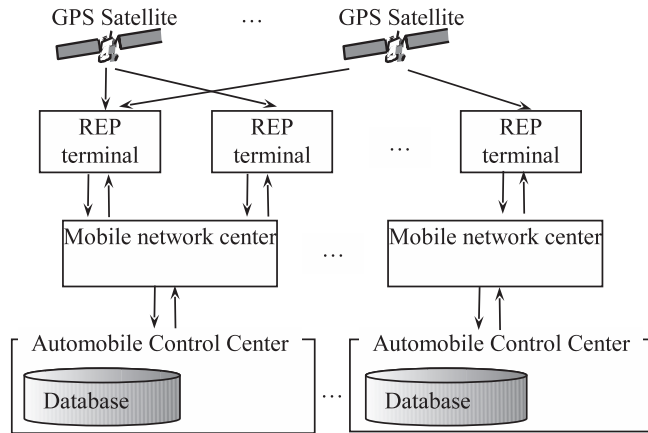 GPS Satellite ... GPS Satellite
REP
terminal
REP
terminal
...
REP
terminal
Mobile network center
...
Mobile network center
Automobile Control Center
Database
...
Automobile Control Center
Database